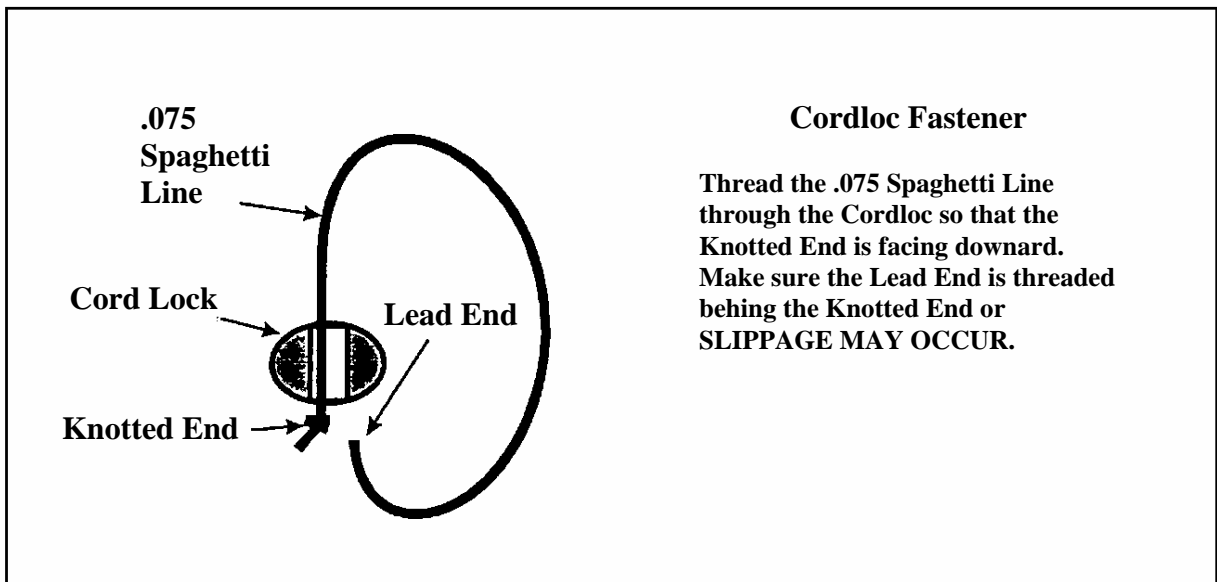 .075
Spaghetti
Line
Cord Lock
Lead End
Knotted End
Cordloc Fastener
Thread the .075 Spaghetti Line
through the Cordloc so that the
Knotted End is facing downard.
Make sure the Lead End is threaded
behing the Knotted End or
SLIPPAGE MAY OCCUR.